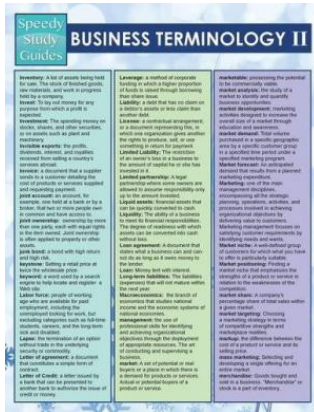 Speedy
Study
Guides
BUSINESS TERMINOLOGY II
Inventory: A list of assets being held
for sale. The stock of finished goods,
raw materials, and work in progress
held by a company.
Invest: To lay out money for any
purpose from which a profit is
expected
Investment: The spending money on
stocks, shares, and other securities,
or on assets such as plant and
machinery
Invisible exports: the profits,
dividends, interest, and royalties
received from selling a country's
services abroad.
Invoice: a document that a supplier
sends to a customer detailing the
cost of products or services supplied
and requesting payment.
joint account: an account, for
example, one held at a bank or by a
broker, that two or more people own
in common and have access to.
joint ownership: ownership by more
than one party, each with equal rights
in the item owned. Joint ownership
is often applied to property or other
assets.
junk bond: a bond with high return
and high risk.
keystone: Setting a retail price at
twice the wholesale price.
keyword: a word used by a search
engine to help locate and register a
Web site.
Labor force: people of working
age who are available for paid
employment, including the
unemployed looking for work, but
excluding categories such as full-time
students, careers, and the long-term
sick and disabled.
Lapse: the termination of an option
without trade in the underlying
security or commodity.
Letter of agreement: a document
that constitutes a simple form of
contract.
Letter of Credit: a letter issued by
a bank that can be presented to
another bank to authorize the issue of
credit or money.
Leverage: a method of corporate
funding in which a higher proportion
of funds is raised through borrowing
than share issue.
Liability: a debt that has no claim on
a debtor's assets or less claim than
another debt.
License: a contractual arrangement,
or a document representing this, in
which one organization gives another
the rights to produce, sell, or use
something in return for payment.
Limited Liability: The restriction
of an owner's loss in a business to
the amount of capital he or she has
invested in it.
Limited partnership: A legal
partnership where some owners are
allowed to assume responsibility only
up to the amount invested.
Liquid assets: financial assets that
can be quickly converted to cash.
Liquidity: The ability of a business
to meet its financial responsibilities.
The degree of readiness with which
assets can be converted into cash
without loss.
Loan agreement: A document that
states what a business can and can-
not do as long as it owes money to
the lender.
Loan: Money lent with interest.
Long-term liabilities: The liabilities
(expenses) that will not mature within
the next year.
Macroeconomics: the branch of
economics that studies national
income and the economic systems of
national economies.
management: the use of
professional skills for identifying
and achieving organizational
objectives through the deployment
of appropriate resources. The art
of conducting and supervising a
business.
market: A set of potential or real
buyers or a place in which there is
a demand for products or services.
Actual or potential buyers of a
product or service.
marketable: possessing the potential
to be commercially viable.
market analysis: the study of a
market to identify and quantify
business opportunities.
market development: marketing
activities designed to increase the
overall size of a market through
education and awareness.
market demand: Total volume
purchased in a specific geographic
area by a specific customer group
in a specified time period under a
specified marketing program.
Market forecast: An anticipated
demand that results from a planned
marketing expenditure.
Marketing: one of the main
management disciplines,
encompassing all the strategic
planning, operations, activities, and
processes involved in achieving
organizational objectives by
delivering value to customers.
Marketing management focuses on
satisfying customer requirements by
identifying needs and wants.
Market niche: A well-defined group
of customers for which what you have
to offer is particularly suitable.
Market positioning: Finding a
market niche that emphasizes the
strengths of a product or service in
relation to the weaknesses of the
competition.
market share: A company's
percentage share of total sales within
a given market.
market targeting: Choosing
a marketing strategy in terms
of competitive strengths and
marketplace realities.
markup: the difference between the
cost of a product or service and its
selling price.
mass marketing: Selecting and
developing a single offering for an
entire market.
merchandise: Goods bought and
sold in a business. "Merchandise" or
stock is a part of inventory.